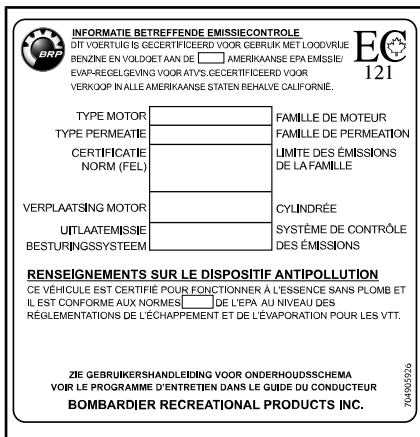 INFORMATIE BETREFFENDE EMISSIECONTROLE
DIT VOERTUIG IS GECERTIFICEERD VOOR GEBRUIK MET LOODVRIJE
BENZINE EN VOLDOET AAN DE AMERIKAANSE EPA EMISSIE/
EVAP-REGELGEVING VOOR ATV'S.GECERTIFICEERD VOOR
VERKOOP IN ALLE AMERIKAANSE STATEN BEHALVE CALIFORNIË.
BRP
EC
121
TYPE MOTOR FAMILLE DE MOTEUR
TYPE PERMEATIE FAMILLE DE PERMEATION
CERTIFICATIE LIMITE DES ÉMISSIONS
NORM (FEL) DE LA FAMILLE
VERPLAATSING MOTOR CYLINDRÉE
UITLAATEMISSIE SYSTÈME DE CONTRÔLE
BESTURINGSSYSTEEM DES ÉMISSIONS
RENSEIGNEMENTS SUR LE DISPOSITIF ANTIPOLLUTION
CE VÉHICULE EST CERTIFIÉ POUR FONCTIONNER À L'ESSENCE SANS PLOMB ET
IL EST CONFORME AUX NORMES DE L'EPA AU NIVEAU DES
RÉGLEMENTATIONS DE L'ÉCHAPPEMENT ET DE L'ÉVAPORATION POUR LES VTT.
ZIE GEBRUIKERSHANDLEIDING VOOR ONDERHOUDSSCHEMA
VOIR LE PROGRAMME D'ENTRETIEN DANS LE GUIDE DU CONDUCTEUR
BOMBARDIER RECREATIONAL PRODUCTS INC.
704905926